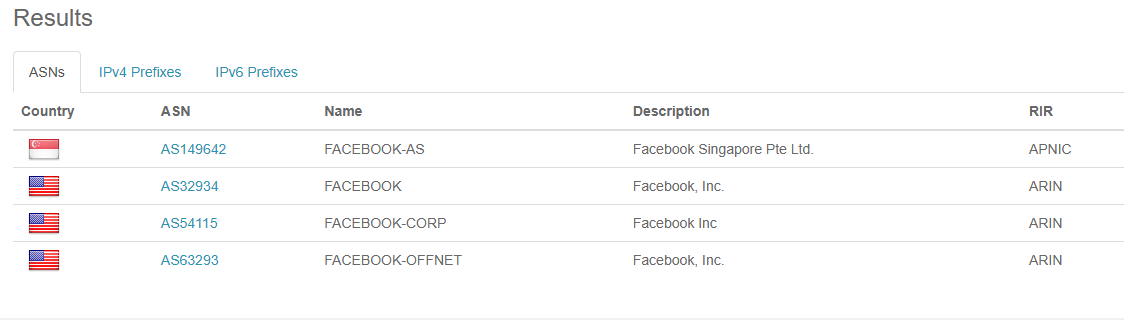 Results
ASNs IPv4 Prefixes IPv6 Prefixes
Country ASN Name Description RIR
AS149642 FACEBOOK-AS Facebook Singapore Pte Ltd. APNIC
AS32934 FACEBOOK Facebook, Inc. ARIN
AS54115 FACEBOOK-CORP Facebook Inc ARIN
AS63293 FACEBOOK-OFFNET Facebook, Inc. ARIN